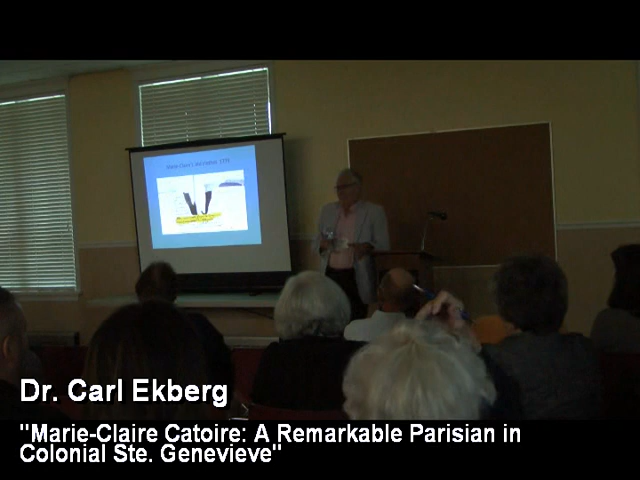 Dr. Carl Ekberg
"Marie-Claire Catoire: A Remarkable Parisian in
Colonial Ste. Genevieve"